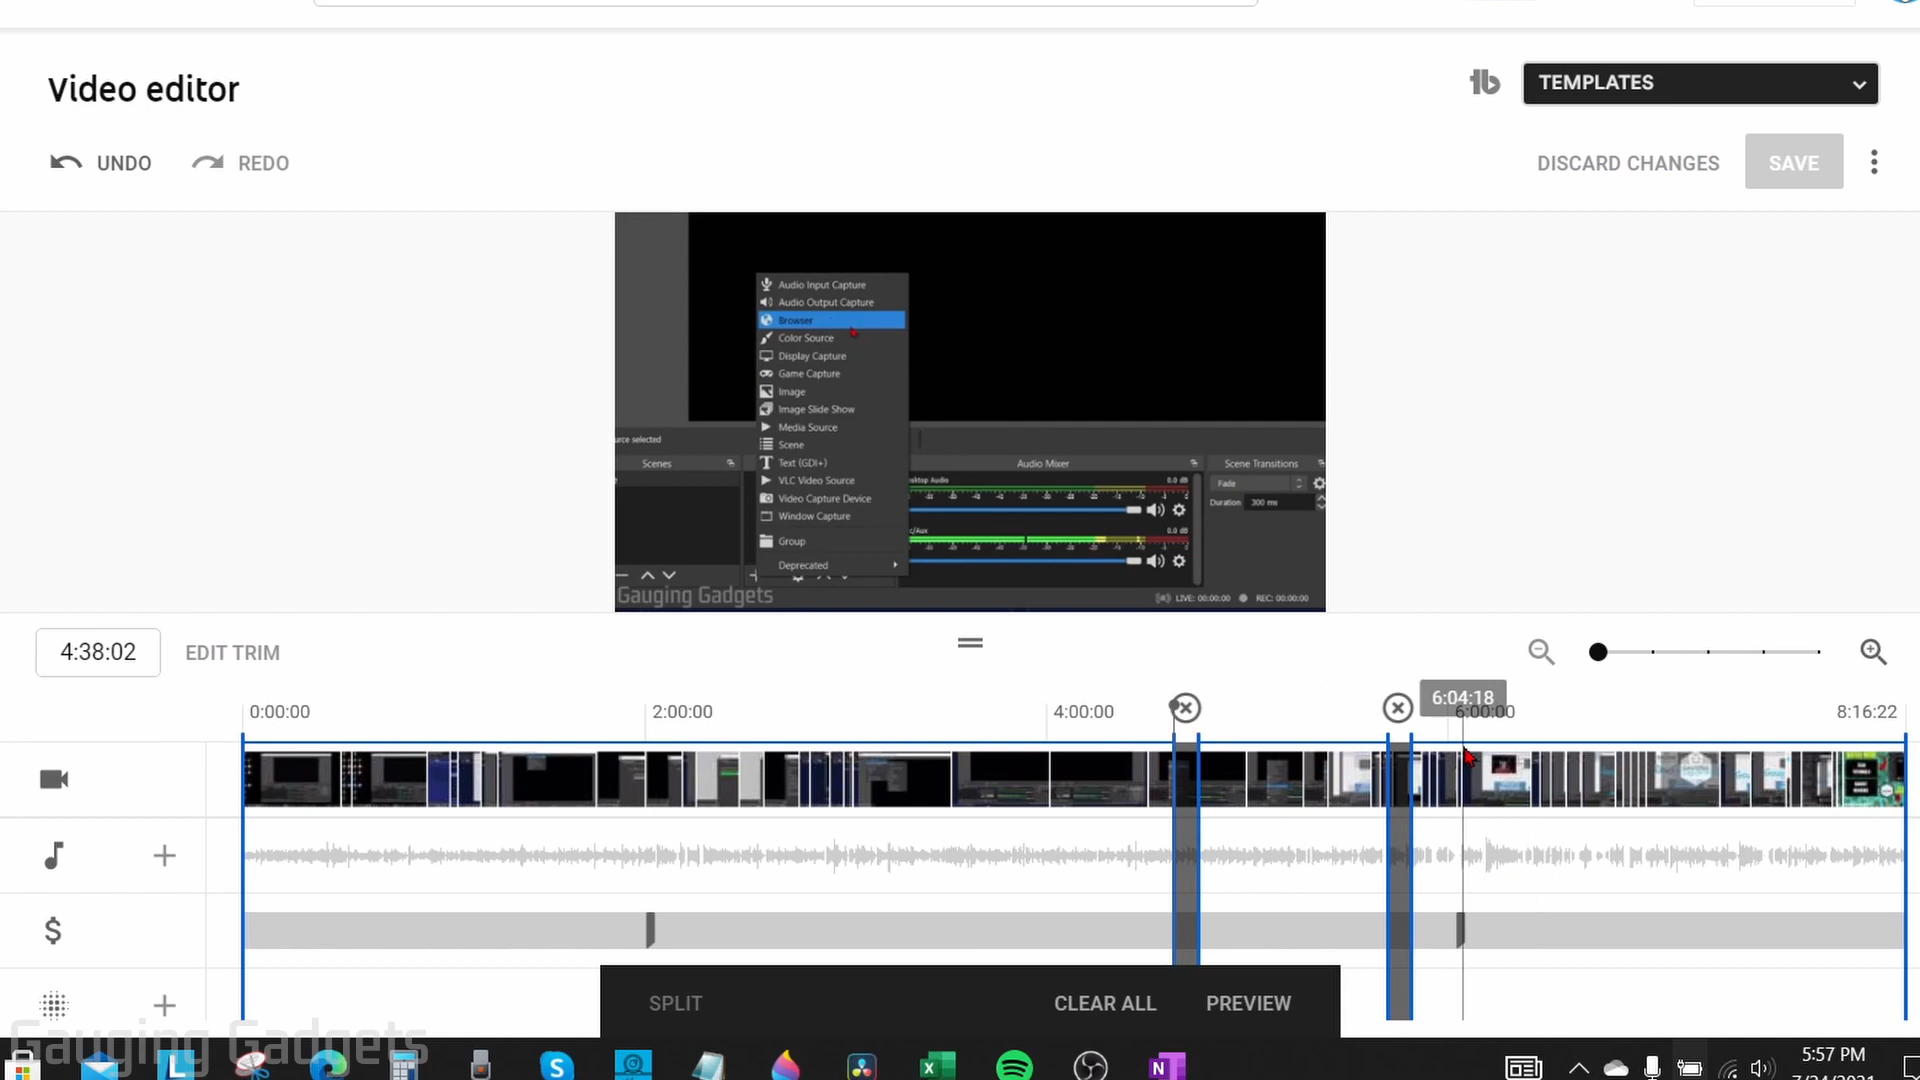 Video editor
tb
TEMPLATES
UNDO
REDO
DISCARD CHANGES
SAVE
Audio Input Capture
Audio Output Capture
Browser
Color Source
Display Capture
Game Capture
Image
Image Slide Show
Media Source
Scene
Text (GDI+)
VLC Video Source
Video Capture Device
Window Capture
Group
Deprecated
urce selected
Scenes
Audio Mixer
Scene Transitions
sktop Audio
0.0 dB
Fade
Duration
300 ms
c/Aux
0.0 dB
Gauging Gadgets
LIVE: 00:00:00
REC: 00:00:00
4:38:02
EDIT TRIM
6:04:18
0:00:00
2:00:00
4:00:00
6:00:00
8:16:22
SPLIT
CLEAR ALL
PREVIEW
Gauging Gadgets
5:57 PM